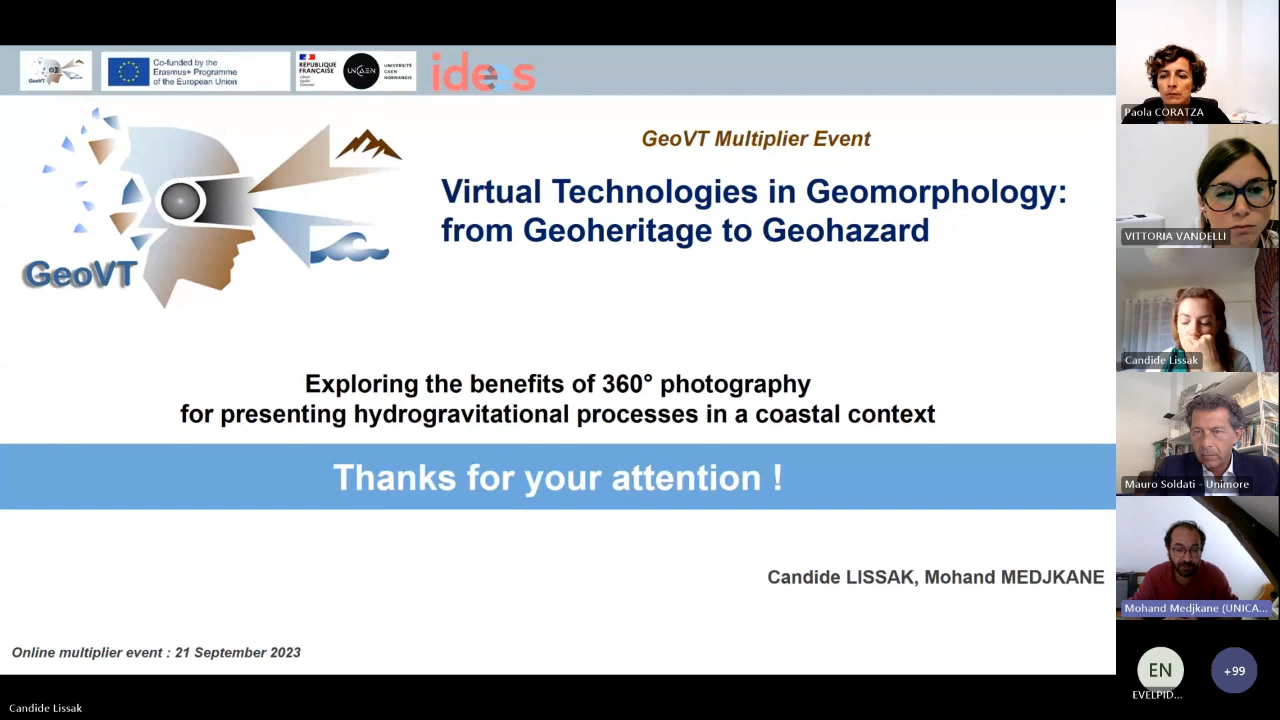 GeoVT
Co-funded by the
Erasmus+ Programme
of the European Union
RÉPUBLIQUE
FRANÇAISE
UNICAEN
UNIVERSITÉ
CAEN
NORMANDIE
idees
GeoVT
GeoVT Multiplier Event
Virtual Technologies in Geomorphology:
from Geoheritage to Geohazard
Exploring the benefits of 360° photography
for presenting hydrogravitational processes in a coastal context
Thanks for your attention !
Candide LISSAK, Mohand MEDJKANE
Online multiplier event : 21 September 2023
Candide Lissak
Paola CORATZA
VITTORIA VANDELLI
Candide Lissak
Mauro Soldati - Unimore
Mohand Medjkane (UNICA...
EN
EVELPID...
+99